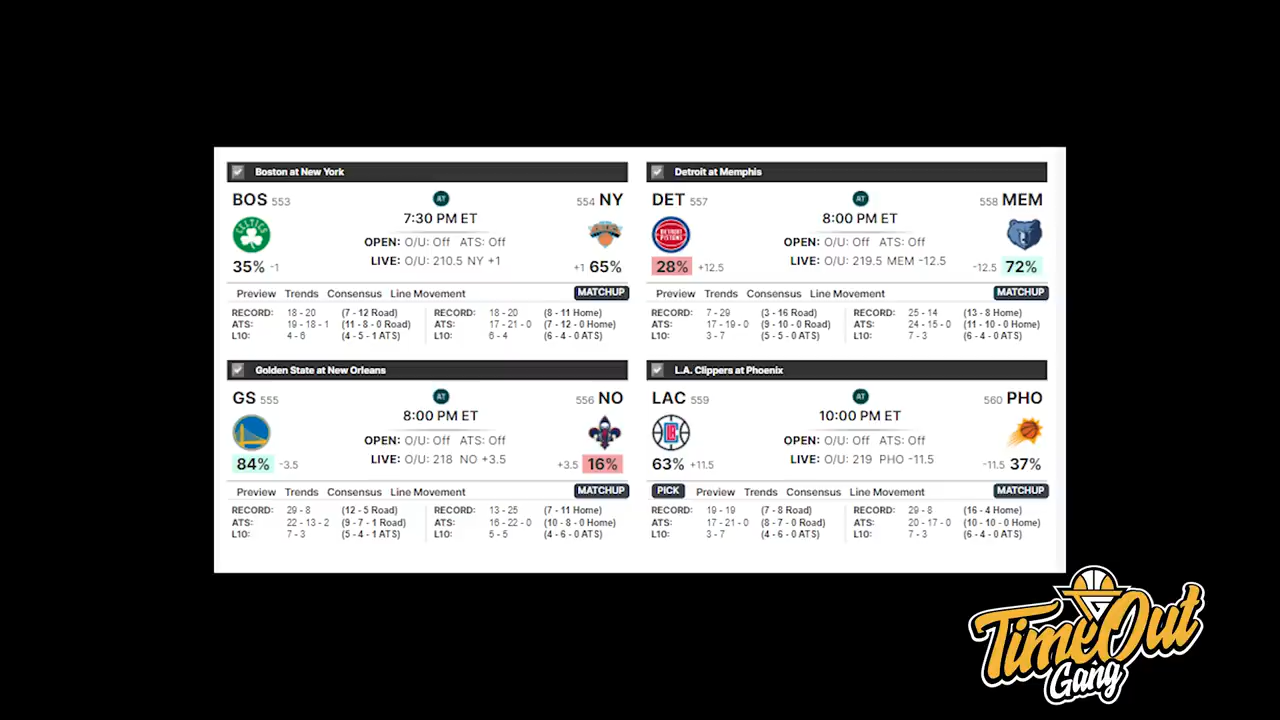 Boston at New York
BOS 553
AT
554 NY
7:30 PM ET
CELTICS
OPEN: O/U: Off ATS: Off
LIVE: O/U: 210.5 NY +1
35% -1
+1 65%
Preview Trends Consensus Line Movement MATCHUP
RECORD: 18 - 20 (7 - 12 Road) RECORD: 18 - 20 (8 - 11 Home)
ATS: 19 - 18 - 1 (11 - 8 - 0 Road) ATS: 17 - 21 - 0 (7 - 12 - 0 Home)
L10: 4 - 6 (4 - 5 - 1 ATS) L10: 6 - 4 (6 - 4 - 0 ATS)
Detroit at Memphis
DET 557
AT
558 MEM
8:00 PM ET
DETROIT PISTONS
OPEN: O/U: Off ATS: Off
LIVE: O/U: 219.5 MEM -12.5
28% +12.5
-12.5 72%
Preview Trends Consensus Line Movement MATCHUP
RECORD: 7 - 29 (3 - 16 Road) RECORD: 25 - 14 (13 - 8 Home)
ATS: 17 - 19 - 0 (9 - 10 - 0 Road) ATS: 24 - 15 - 0 (11 - 10 - 0 Home)
L10: 3 - 7 (5 - 5 - 0 ATS) L10: 7 - 3 (6 - 4 - 0 ATS)
Golden State at New Orleans
GS 555
AT
556 NO
8:00 PM ET
OPEN: O/U: Off ATS: Off
LIVE: O/U: 218 NO +3.5
84% -3.5
+3.5 16%
Preview Trends Consensus Line Movement MATCHUP
RECORD: 29 - 8 (12 - 5 Road) RECORD: 13 - 25 (7 - 11 Home)
ATS: 22 - 13 - 2 (9 - 7 - 1 Road) ATS: 16 - 22 - 0 (10 - 8 - 0 Home)
L10: 7 - 3 (5 - 4 - 1 ATS) L10: 5 - 5 (4 - 6 - 0 ATS)
L.A. Clippers at Phoenix
LAC 559
AT
560 PHO
10:00 PM ET
OPEN: O/U: Off ATS: Off
LIVE: O/U: 219 PHO -11.5
63% +11.5
-11.5 37%
PICK Preview Trends Consensus Line Movement MATCHUP
RECORD: 19 - 19 (7 - 8 Road) RECORD: 29 - 8 (16 - 4 Home)
ATS: 17 - 21 - 0 (8 - 7 - 0 Road) ATS: 20 - 17 - 0 (10 - 10 - 0 Home)
L10: 3 - 7 (4 - 6 - 0 ATS) L10: 7 - 3 (6 - 4 - 0 ATS)
TimeOut
Gang